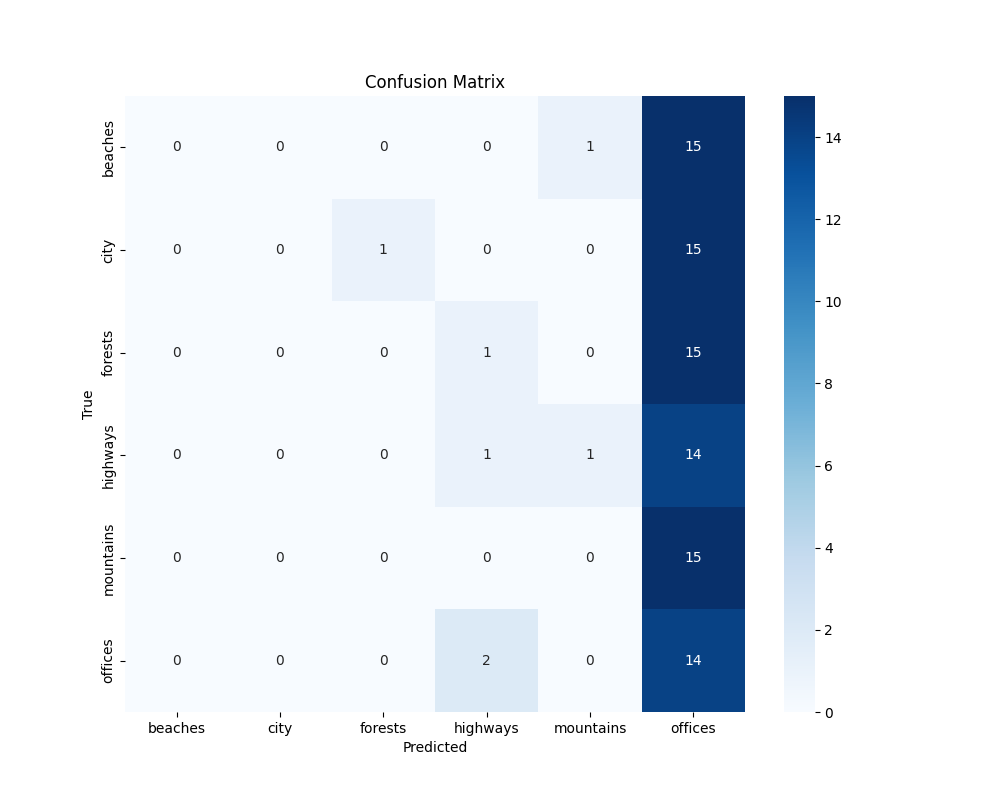 Confusion Matrix
True
beaches 0 0 0 0 1 15
city 0 0 1 0 0 15
forests 0 0 0 1 0 15
highways 0 0 0 1 1 14
mountains 0 0 0 0 0 15
offices 0 0 0 2 0 14
beaches city forests highways mountains offices
Predicted
14
12
10
8
6
4
2
0